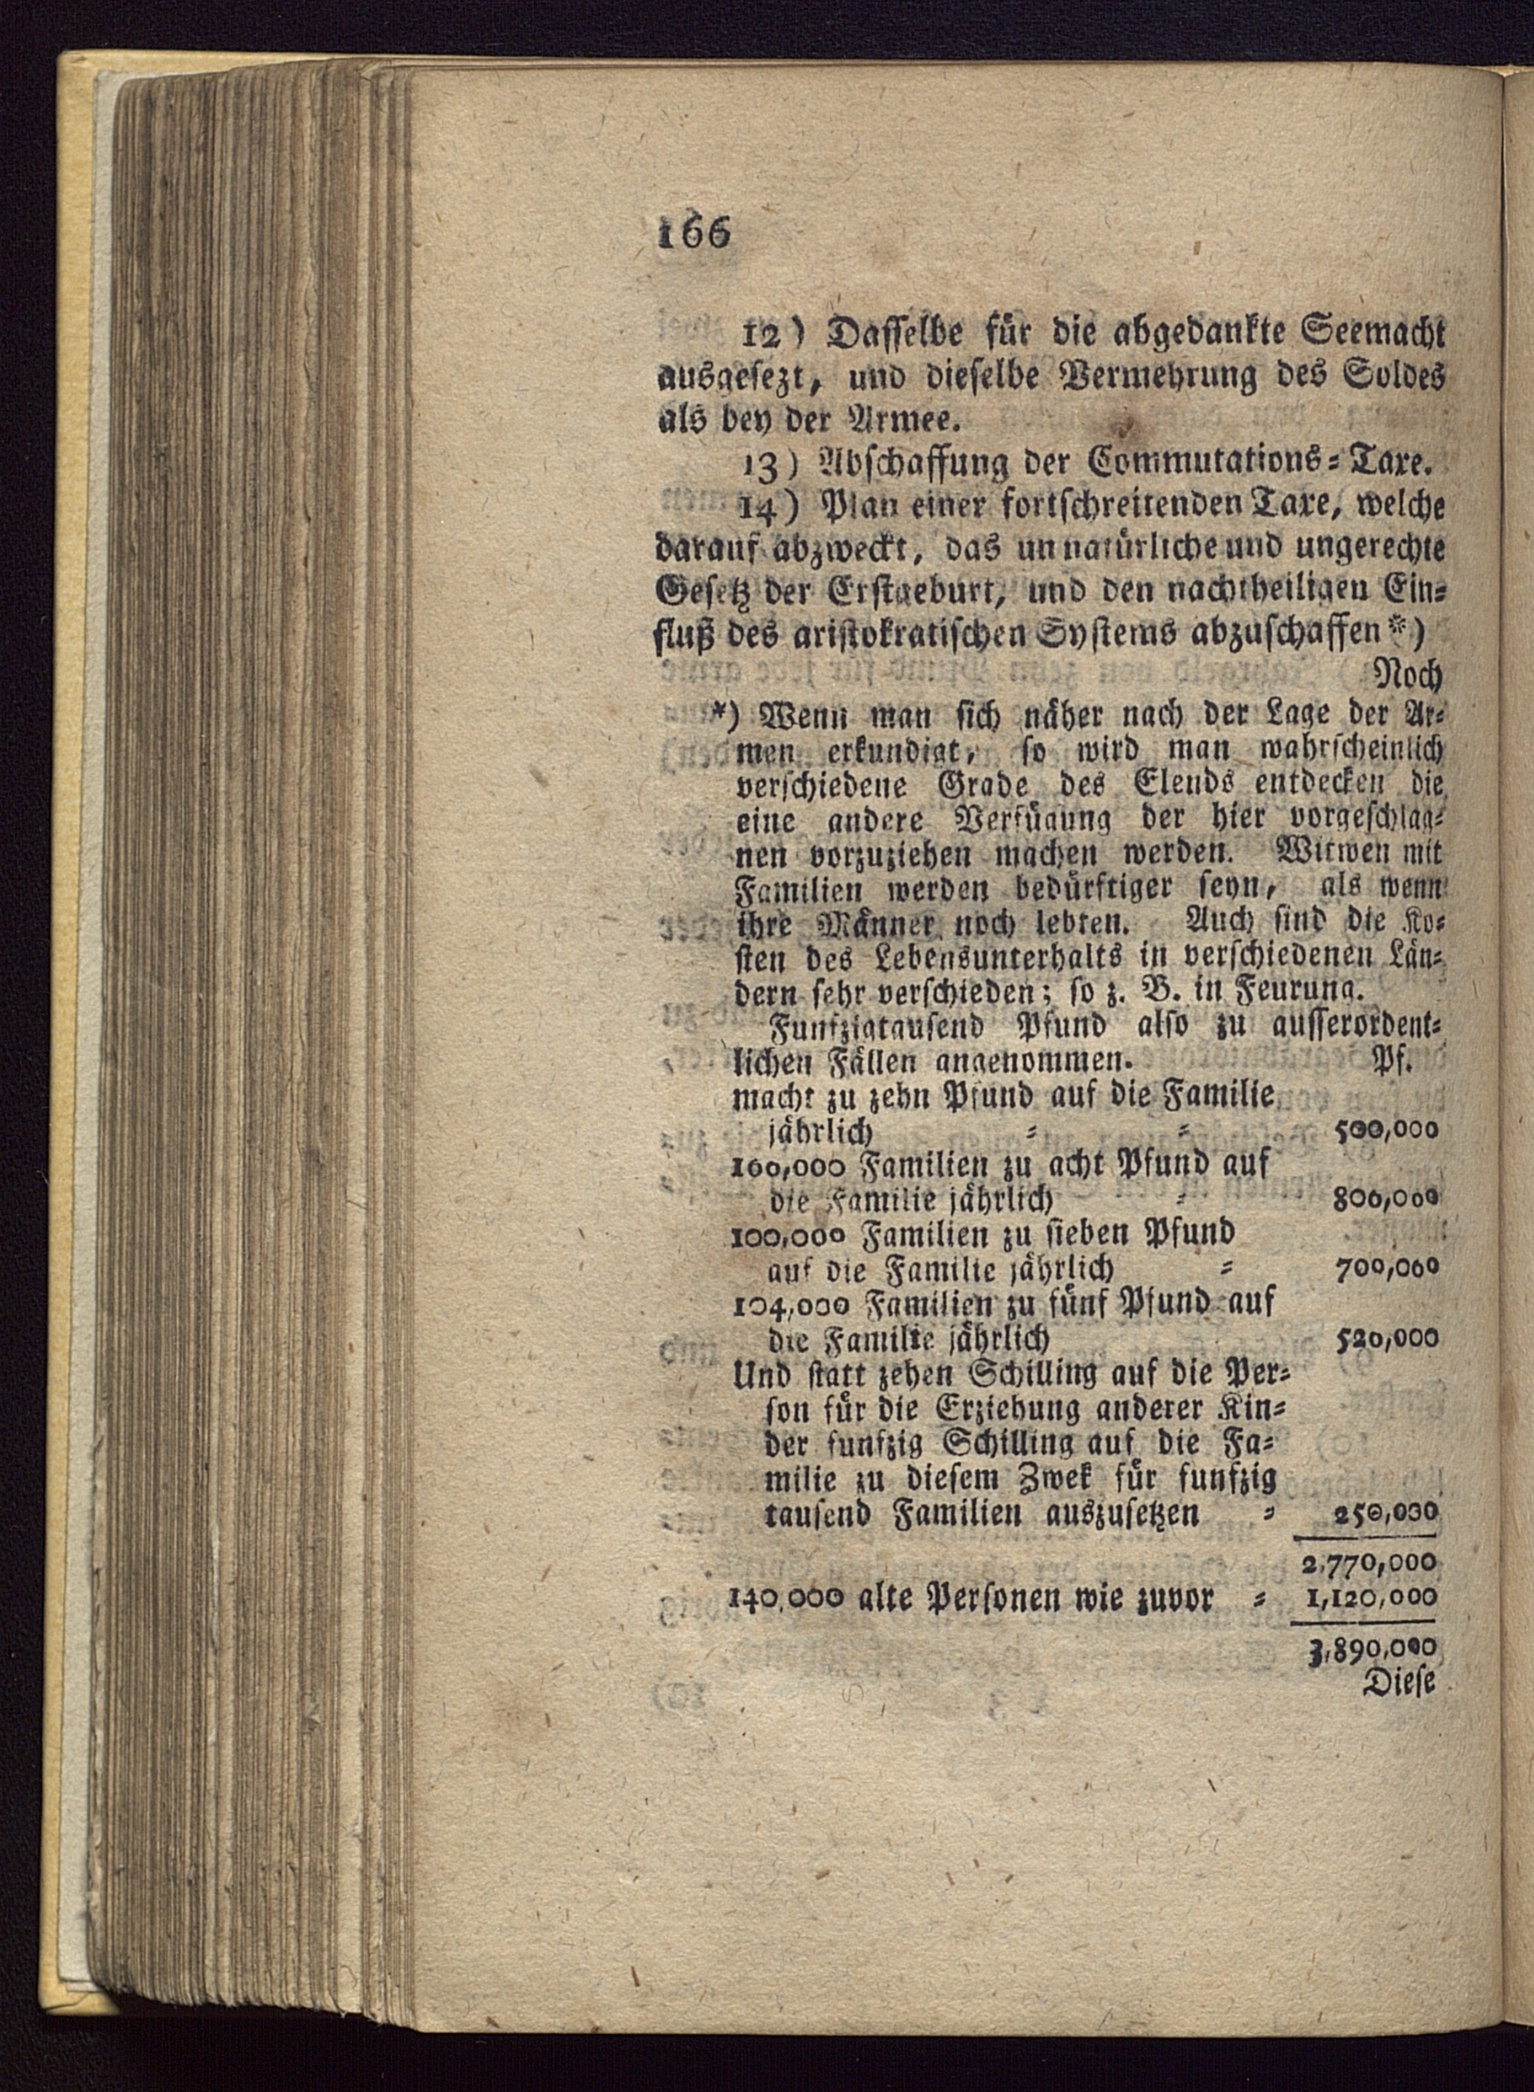 166
12) Dasselbe für die abgedankte Seemacht
ausgesezt, und dieselbe Vermehrung des Soldes
als bey der Armee.
13) Abschaffung der Commutations-Taxe.
14) Plan einer fortschreitenden Taxe, welche
darauf abzweckt, das unnatürliche und ungerechte
Gesetz der Erstgeburt, und den nachtheiligen Ein-
fluß des aristokratischen Systems abzuschaffen*)
Noch
*) Wenn man sich näher nach der Lage der Ar-
men erkundigt, so wird man wahrscheinlich
verschiedene Grade des Elends entdecken die
eine andere Verfügung der hier vorgeschlag-
nen vorzuziehen machen werden. Witwen mit
Familien werden bedürftiger seyn, als wenn
ihre Männer noch lebten. Auch sind die Ko-
sten des Lebensunterhalts in verschiedenen Län-
dern sehr verschieden; so z. B. in Feurung.
Funfzigtausend Pfund also zu ausserordent-
lichen Fällen angenommen. Pf.
macht zu zehn Pfund auf die Familie
jährlich - - 500,000
100,000 Familien zu acht Pfund auf
die Familie jährlich - 800,000
100,000 Familien zu sieben Pfund
auf die Familie jährlich - 700,000
104,000 Familien zu fünf Pfund auf
die Familie jährlich 520,000
Und statt zehen Schilling auf die Per-
son für die Erziehung anderer Kin-
der funfzig Schilling auf die Fa-
milie zu diesem Zwek für funfzig
tausend Familien auszusetzen - 250,000
2,770,000
140,000 alte Personen wie zuvor - 1,120,000
3,890,000
Diese